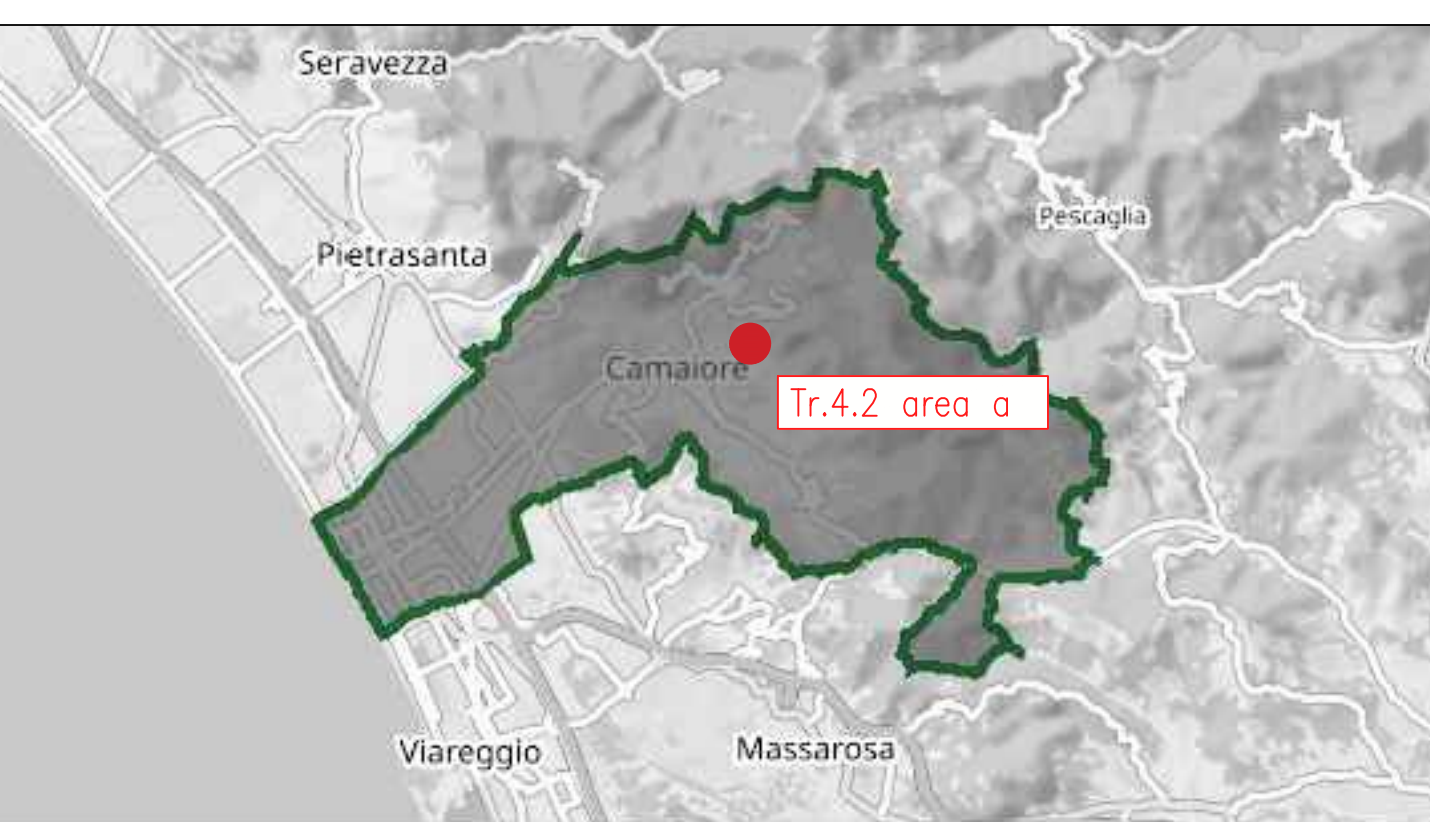 Seravezza
Pescaglia
Pietrasanta
Camaiore
Tr.4.2 area a
Viareggio
Massarosa